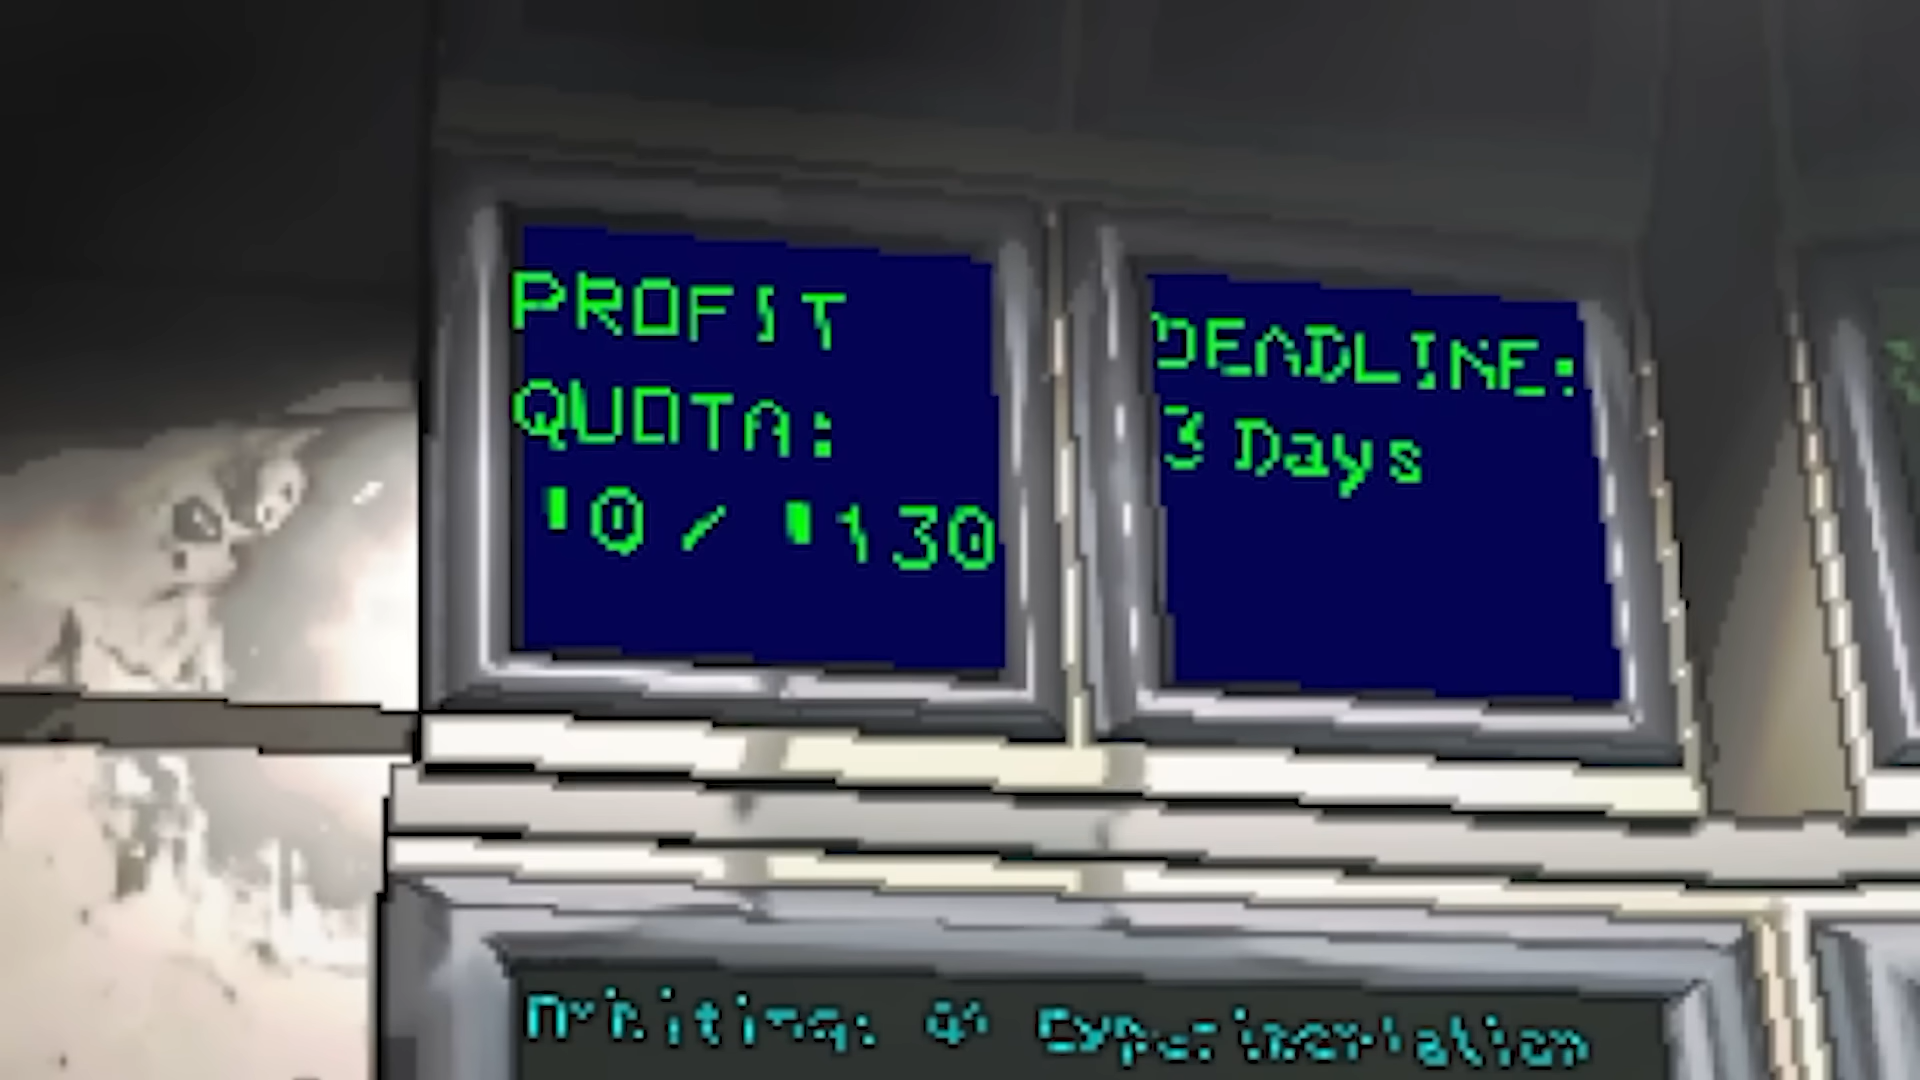 PROFIT
QUOTA:
▮0 / ▮130
DEADLINE:
3 Days
Orbiting: 41 Experimentation